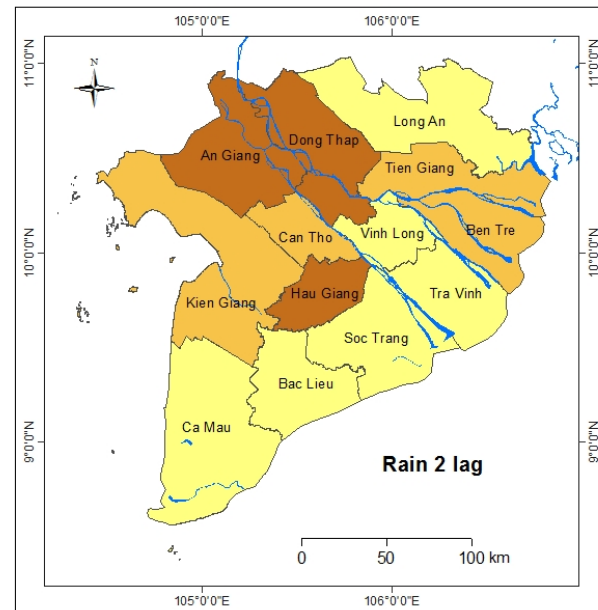 105°0'0"E 106°0'0"E
11°0'0"N 11°0'0"N
N
Long An
Dong Thap
An Giang
Tien Giang
Ben Tre
Can Tho
Vinh Long
10°0'0"N 10°0'0"N
Hau Giang
Tra Vinh
Kien Giang
Soc Trang
Bac Lieu
Ca Mau
9°0'0"N 9°0'0"N
Rain 2 lag
0 50 100 km
105°0'0"E 106°0'0"E